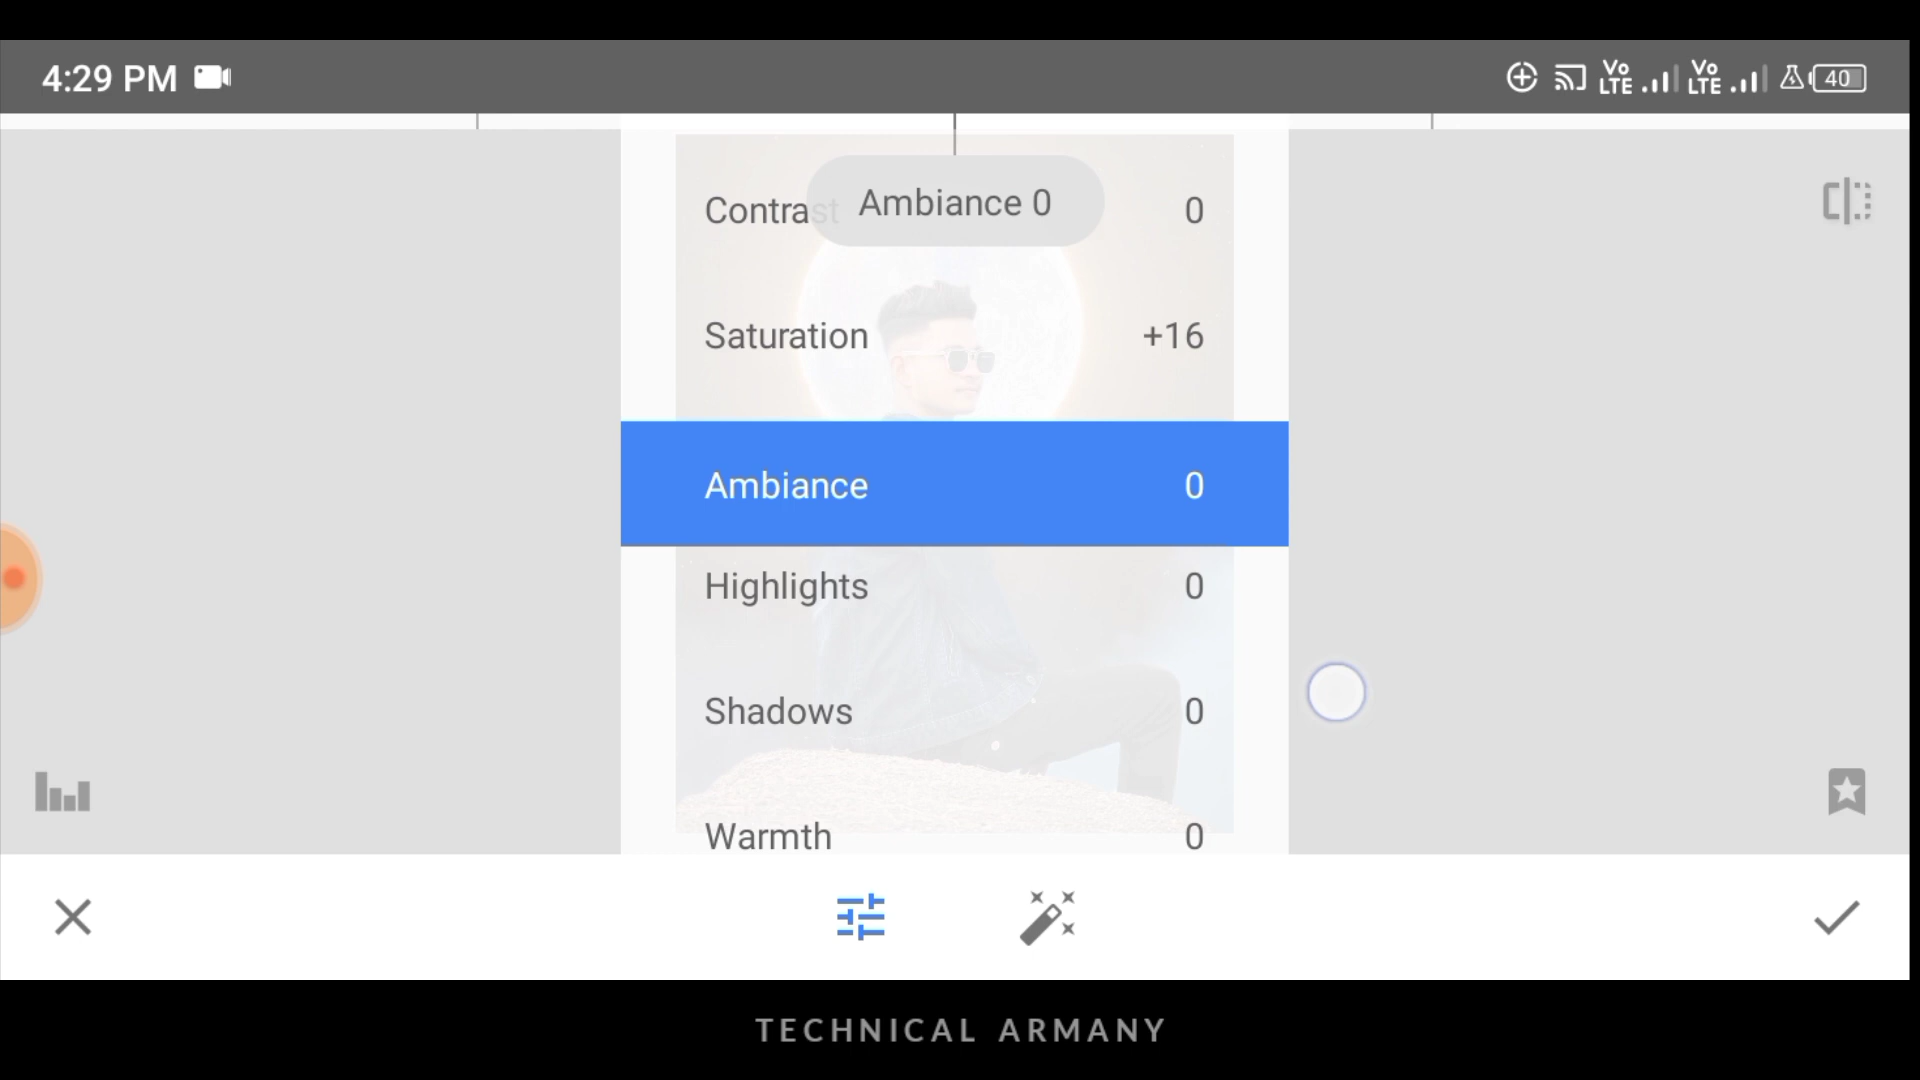 4:29 PM
Vo LTE
Vo LTE
40
Ambiance 0
Contrast 0
Saturation +16
Ambiance 0
Highlights 0
Shadows 0
Warmth 0
TECHNICAL ARMANY